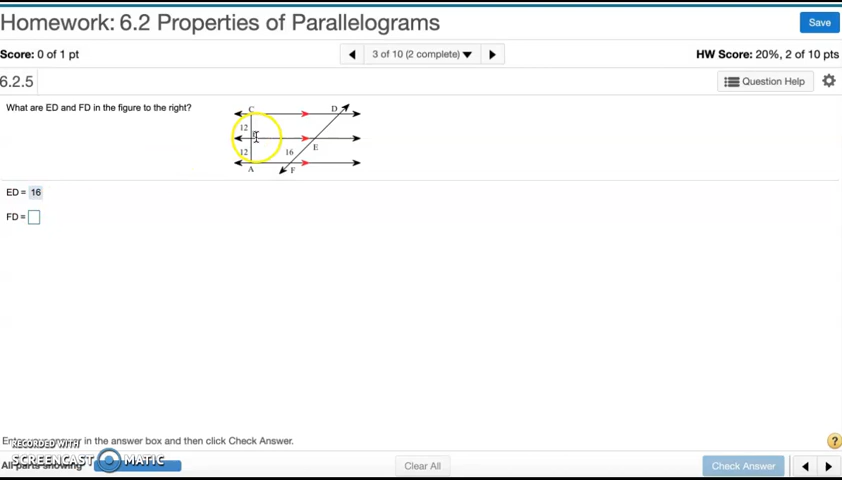 Homework: 6.2 Properties of Parallelograms
Save
Score: 0 of 1 pt
3 of 10 (2 complete)
HW Score: 20%, 2 of 10 pts
6.2.5
Question Help
What are ED and FD in the figure to the right?
C
D
12
E
12
16
A
F
ED = 16
FD =
answer in the answer box and then click Check Answer.
?
RECORDED WITH
SCREENCAST MATIC
All parts showing
Clear All
Check Answer